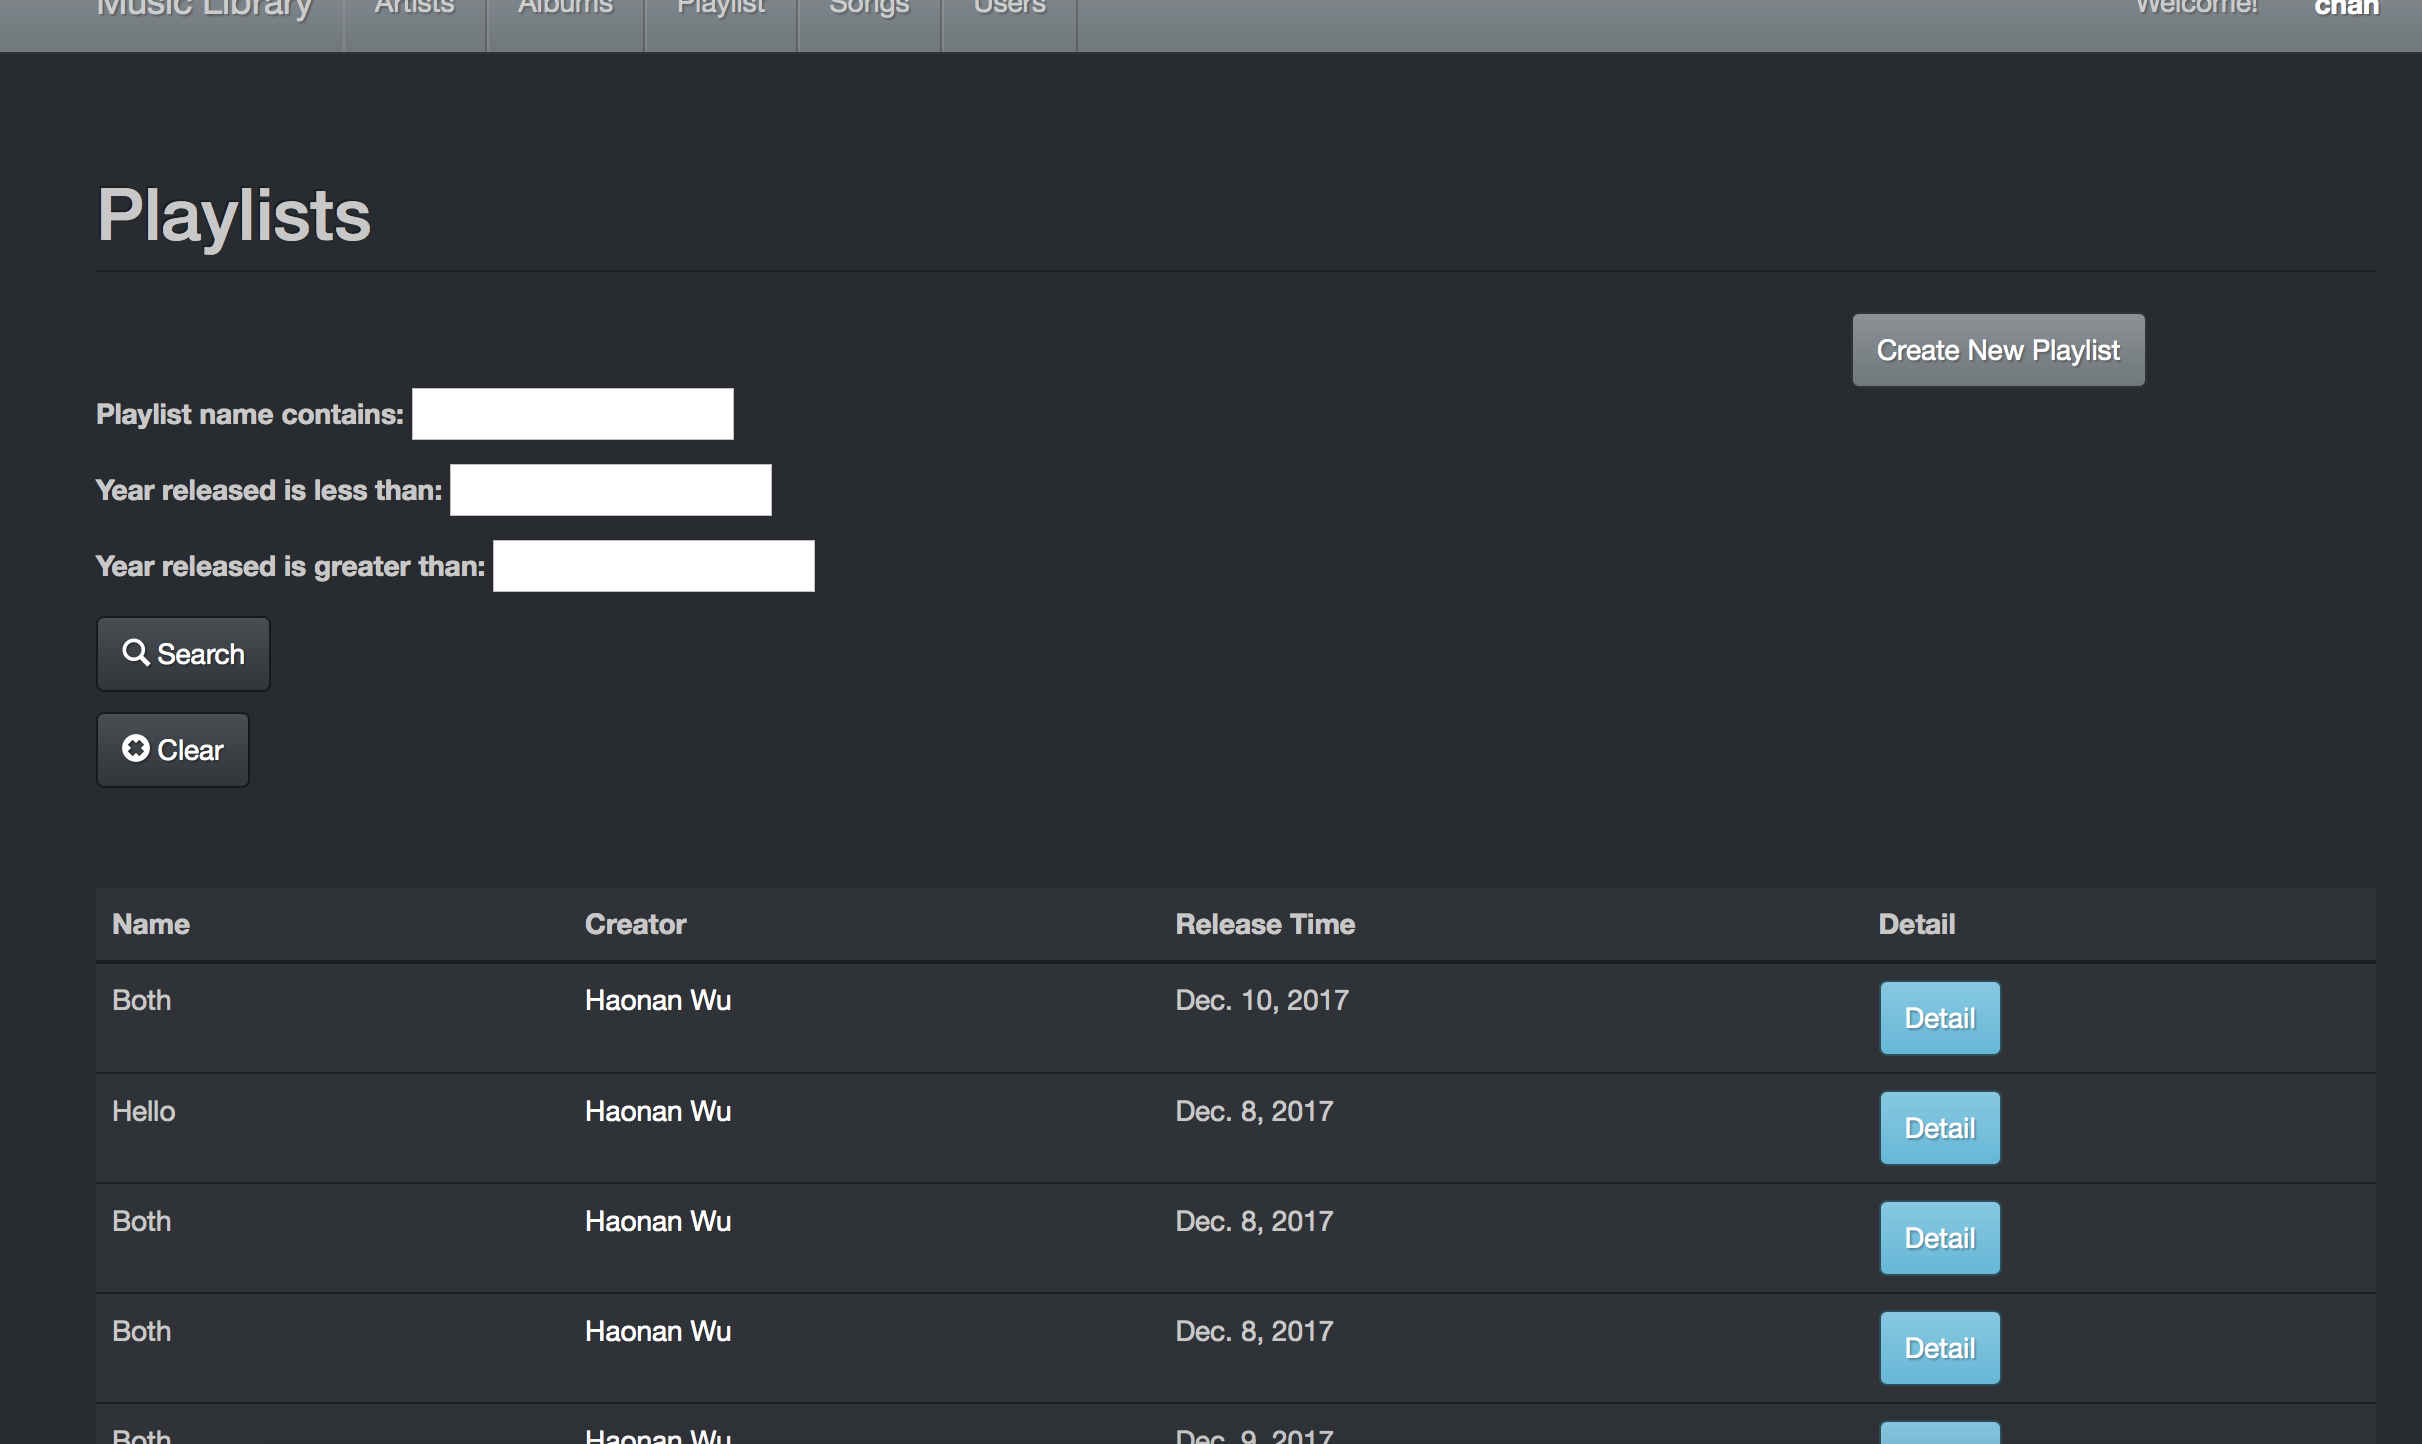 Music Library Artists Albums Playlist Songs Users Welcome! chan
Playlists
Create New Playlist
Playlist name contains:
Year released is less than:
Year released is greater than:
Search
Clear
Name Creator Release Time Detail
Both Haonan Wu Dec. 10, 2017 Detail
Hello Haonan Wu Dec. 8, 2017 Detail
Both Haonan Wu Dec. 8, 2017 Detail
Both Haonan Wu Dec. 8, 2017 Detail
Both Haonan Wu Dec. 9, 2017